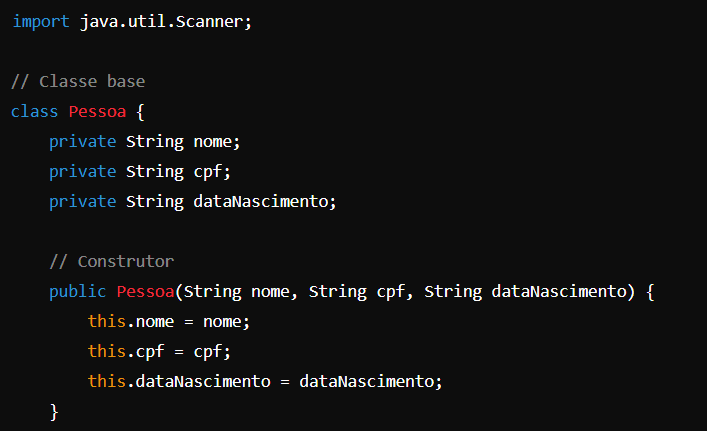 import java.util.Scanner;
// Classe base
class Pessoa {
    private String nome;
    private String cpf;
    private String dataNascimento;
    // Construtor
    public Pessoa(String nome, String cpf, String dataNascimento) {
        this.nome = nome;
        this.cpf = cpf;
        this.dataNascimento = dataNascimento;
    }